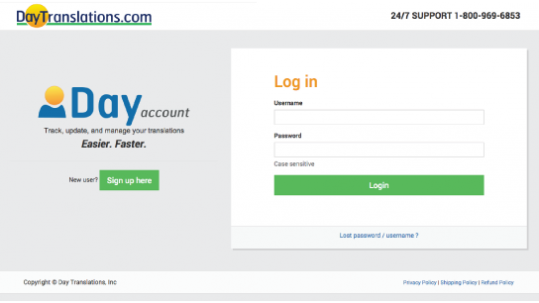 DayTranslations.com
24/7 SUPPORT 1-800-969-6853
Day account
Track, update, and manage your translations
Easier. Faster.
New user? Sign up here
Log in
Username
Password
Case sensitive
Login
Lost password / username ?
Copyright © Day Translations, Inc
Privacy Policy | Shipping Policy | Refund Policy